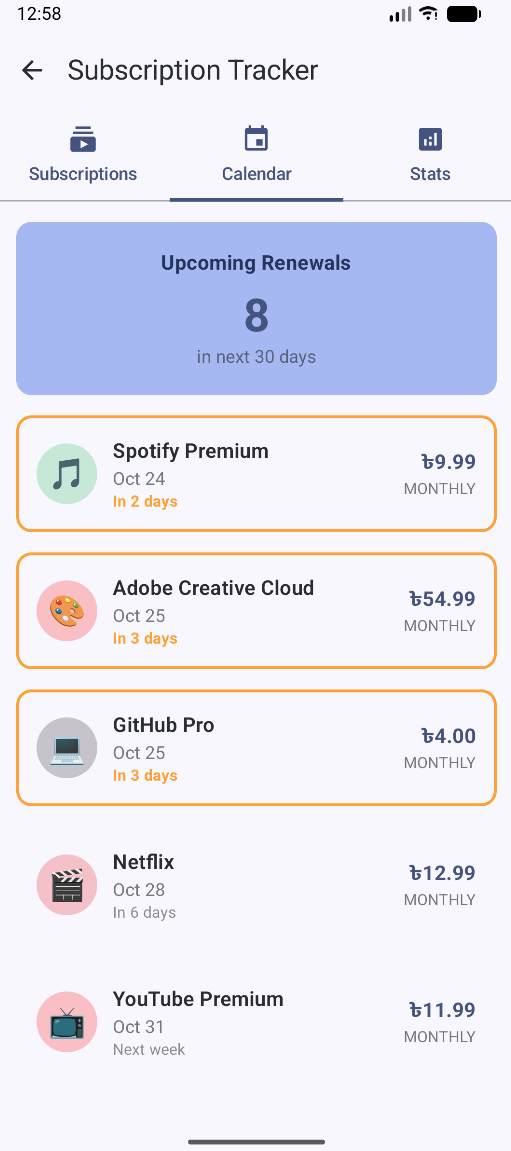 12:58
Subscription Tracker
Subscriptions
Calendar
Stats
Upcoming Renewals
8
in next 30 days
Spotify Premium
Oct 24
In 2 days
৳9.99
MONTHLY
Adobe Creative Cloud
Oct 25
In 3 days
৳54.99
MONTHLY
GitHub Pro
Oct 25
In 3 days
৳4.00
MONTHLY
Netflix
Oct 28
In 6 days
৳12.99
MONTHLY
YouTube Premium
Oct 31
Next week
৳11.99
MONTHLY